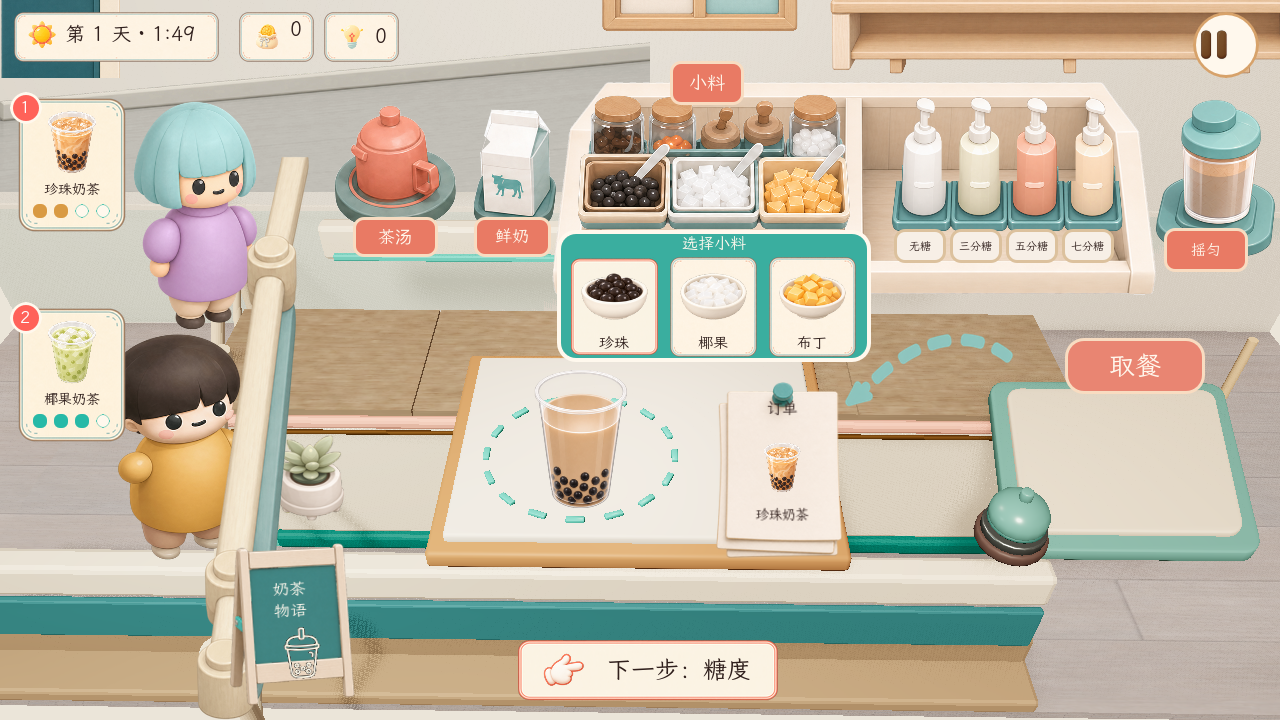 第 1 天·1:49
0
0
小料
1
珍珠奶茶
茶汤
鲜奶
选择小料
珍珠
椰果
布丁
无糖
三分糖
五分糖
七分糖
摇匀
2
椰果奶茶
取餐
订单
珍珠奶茶
奶茶
物语
下一步：糖度